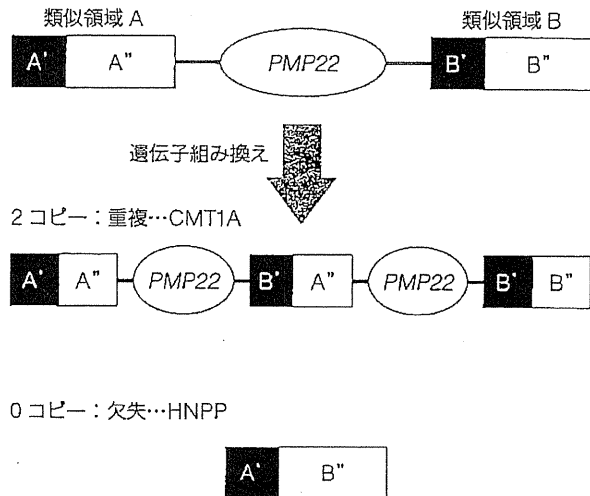 類似領域 A 類似領域 B
A' A" PMP22 B' B"
遺伝子組み換え
2 コピー：重複…CMT1A
A' A" PMP22 B' A" PMP22 B' B"
0 コピー：欠失…HNPP
A' B"